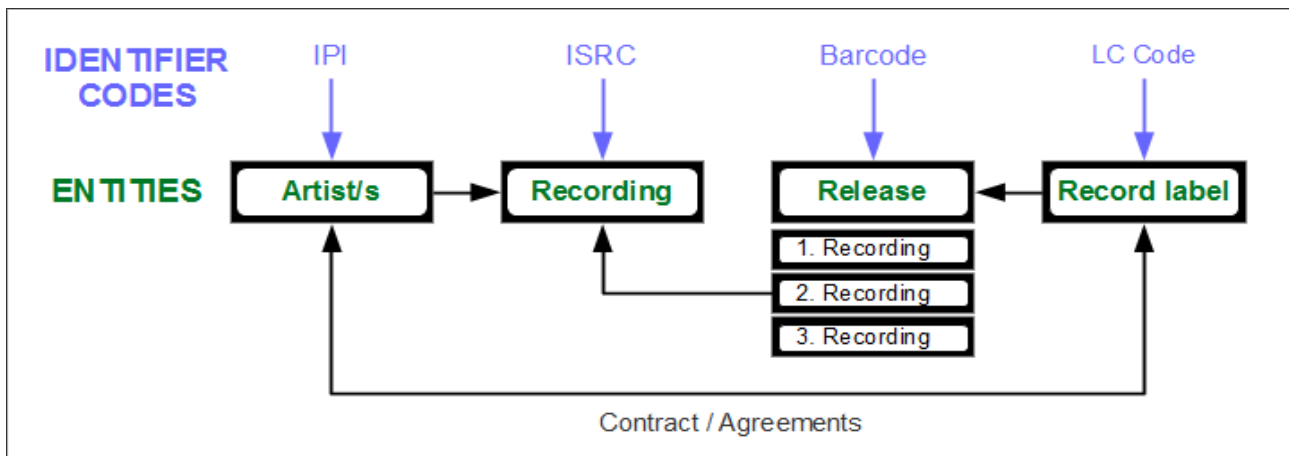 IDENTIFIER
CODES
IPI
ISRC
Barcode
LC Code
ENTITIES
Artist/s
Recording
Release
Record label
1. Recording
2. Recording
3. Recording
Contract / Agreements